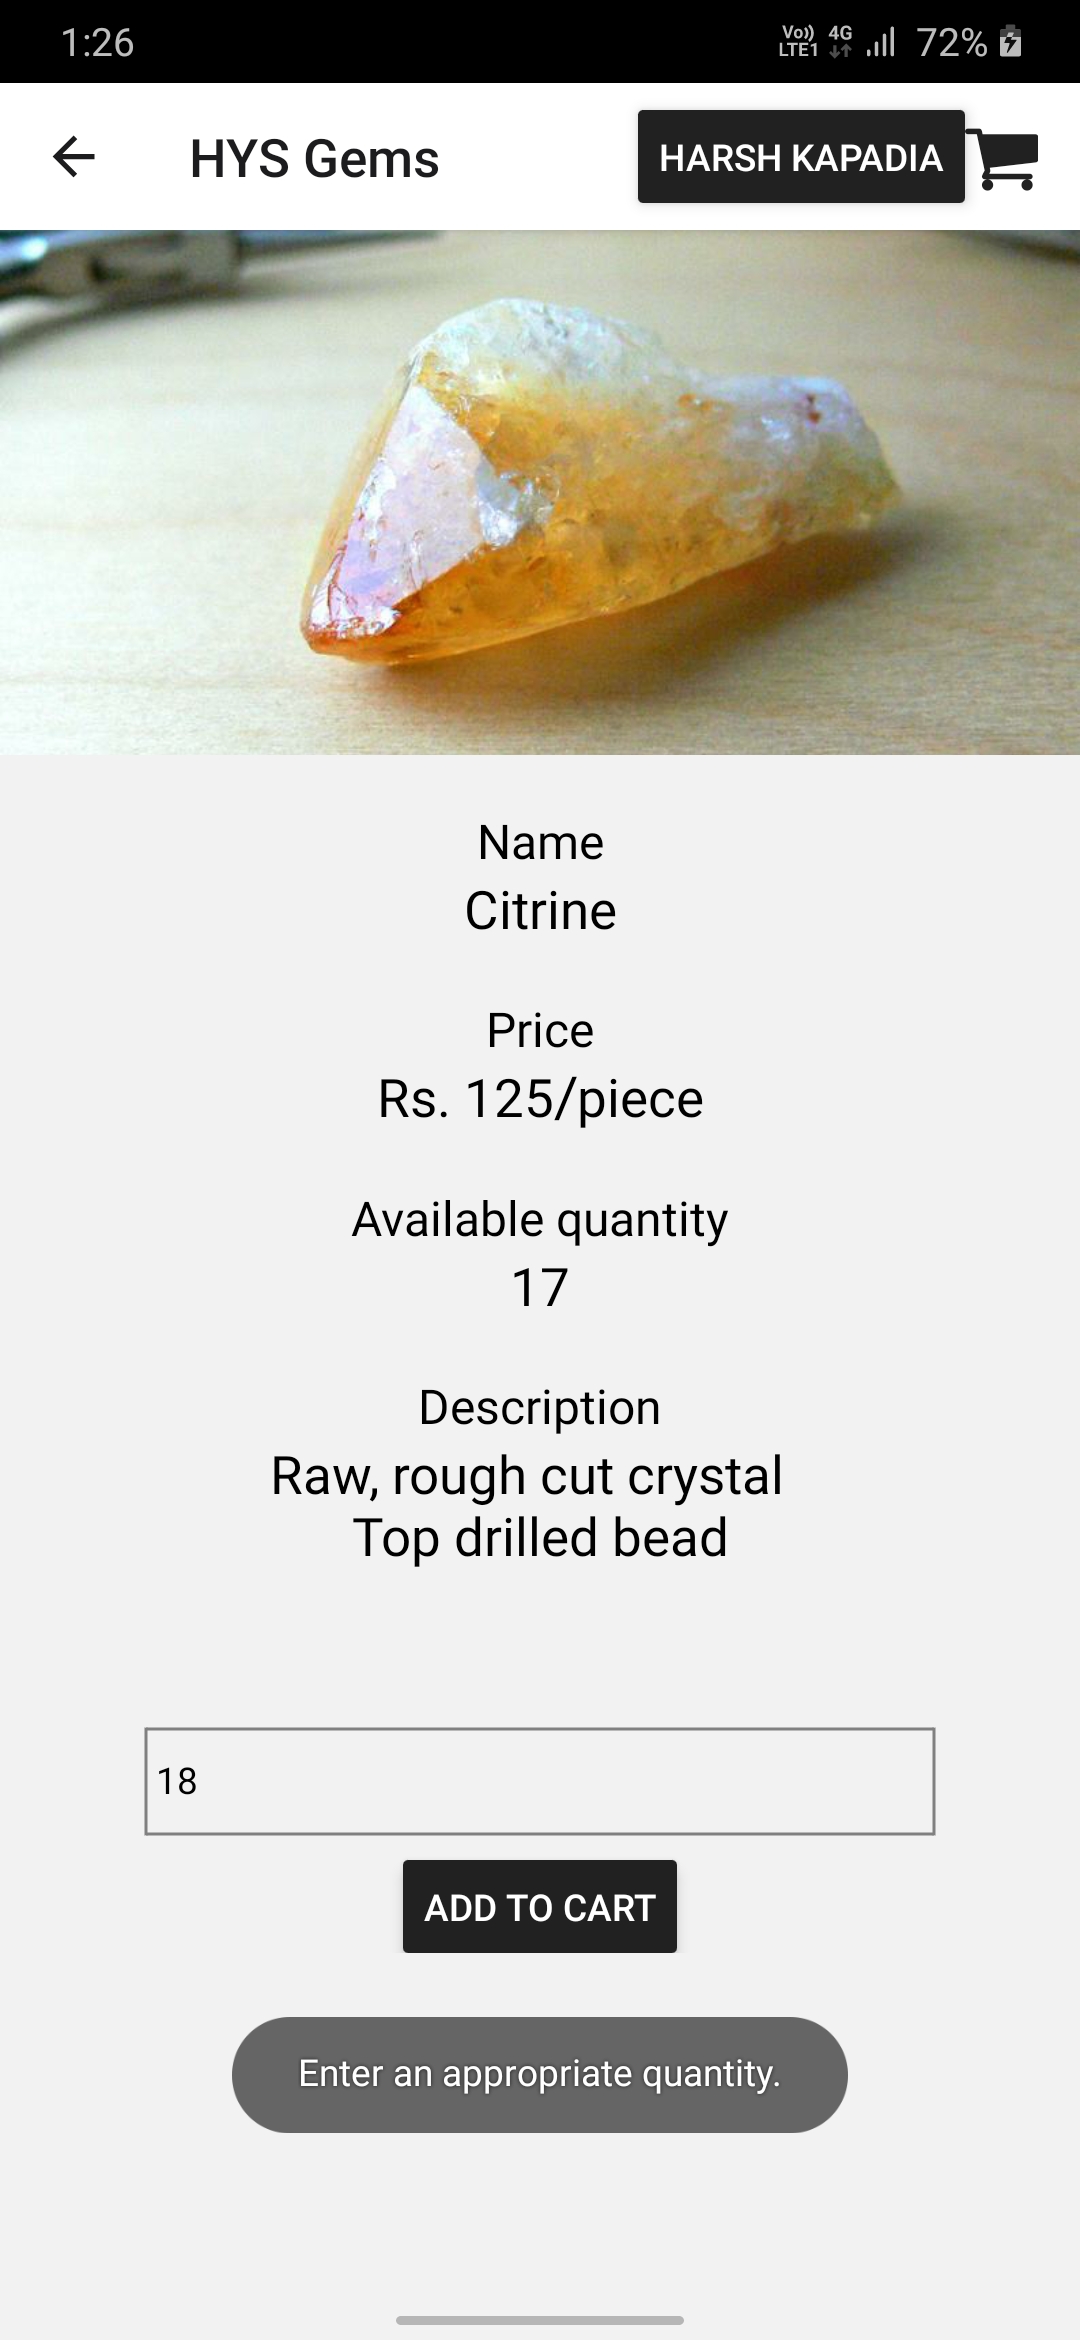 1:26
Vo)) 4G 72%
LTE1
HYS Gems
HARSH KAPADIA
Name
Citrine
Price
Rs. 125/piece
Available quantity
17
Description
Raw, rough cut crystal
Top drilled bead
18
ADD TO CART
Enter an appropriate quantity.